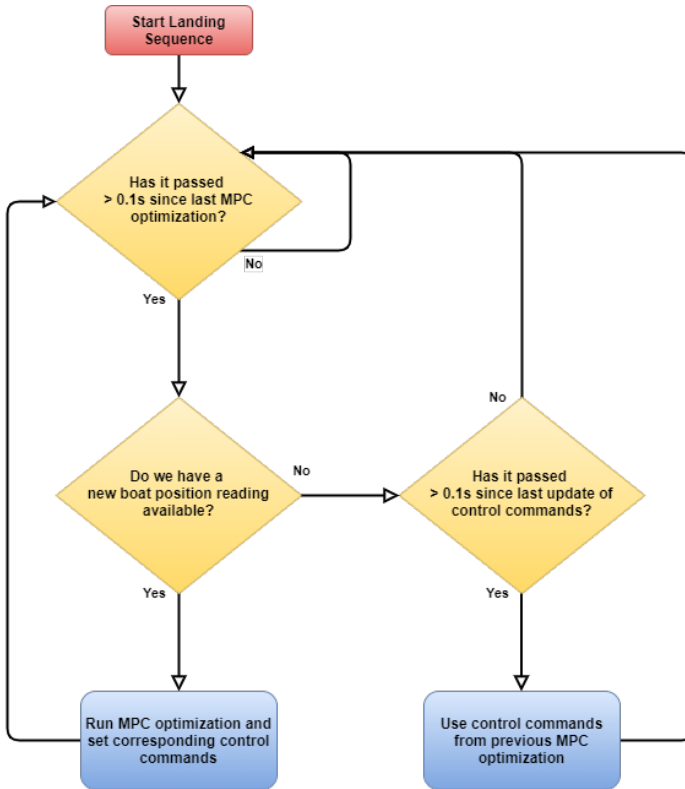 Start Landing
Sequence
Has it passed
> 0.1s since last MPC
optimization?
No
Yes
Do we have a
new boat position reading
available?
No
Yes
No
Has it passed
> 0.1s since last update of
control commands?
Yes
Run MPC optimization and
set corresponding control
commands
Use control commands
from previous MPC
optimization